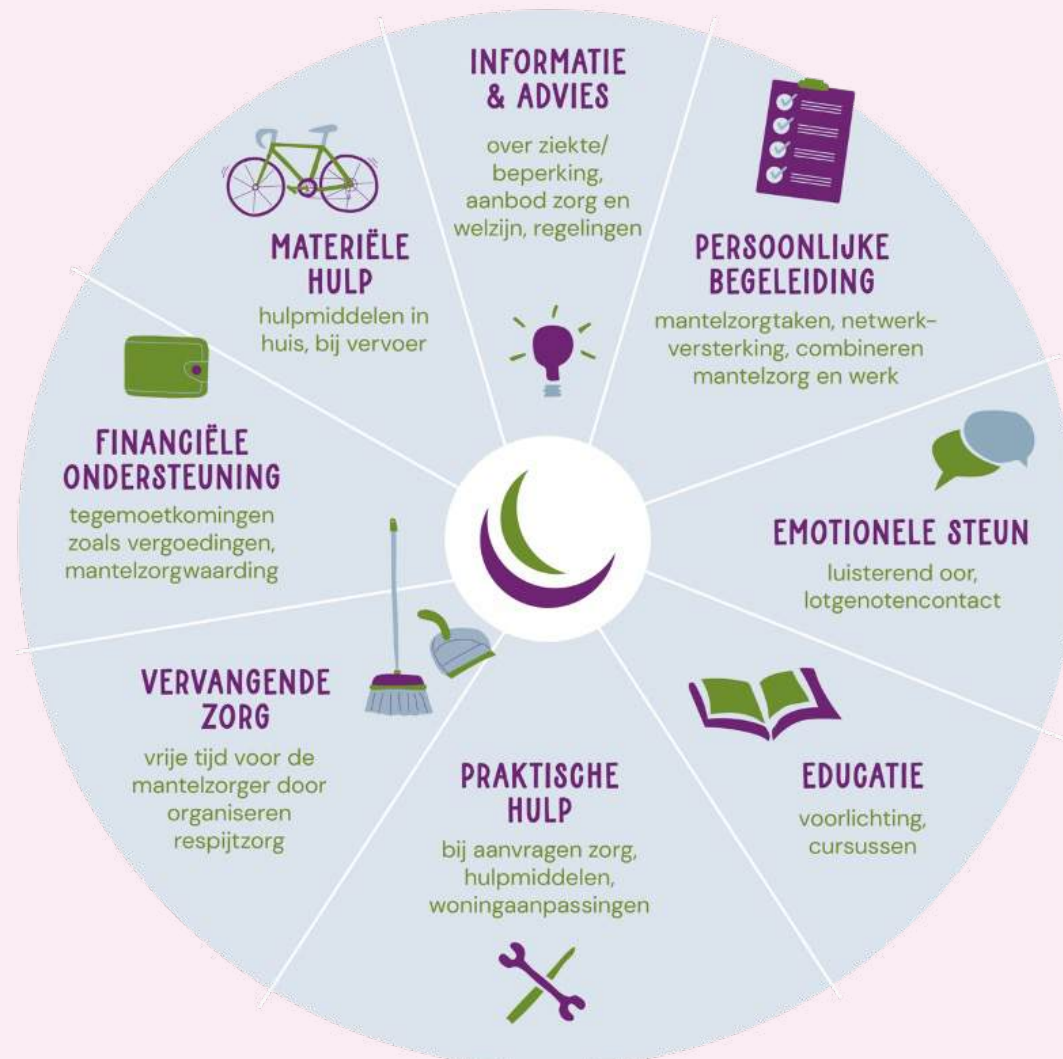 INFORMATIE
& ADVIES
over ziekte/
beperking,
aanbod zorg en
welzijn, regelingen
PERSOONLIJKE
BEGELEIDING
mantelzorgtaken, netwerk-
versterking, combineren
mantelzorg en werk
EMOTIONELE STEUN
luisterend oor,
lotgenotencontact
EDUCATIE
voorlichting,
cursussen
PRAKTISCHE
HULP
bij aanvragen zorg,
hulpmiddelen,
woningaanpassingen
VERVANGENDE
ZORG
vrije tijd voor de
mantelzorger door
organiseren
respijtzorg
FINANCIËLE
ONDERSTEUNING
tegemoetkomingen
zoals vergoedingen,
mantelzorgwaarding
MATERIËLE
HULP
hulpmiddelen in
huis, bij vervoer